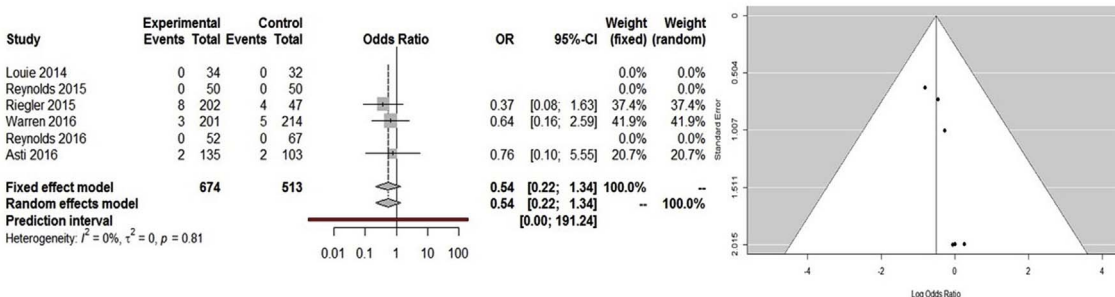 Experimental Control Weight Weight
Study Events Total Events Total Odds Ratio OR 95%-CI (fixed) (random)
Louie 2014 0 34 0 32 0.0% 0.0%
Reynolds 2015 0 50 0 50 0.0% 0.0%
Riegler 2015 8 202 4 47 0.37 [0.08; 1.63] 37.4% 37.4%
Warren 2016 3 201 5 214 0.64 [0.16; 2.59] 41.9% 41.9%
Reynolds 2016 0 52 0 67 0.0% 0.0%
Asti 2016 2 135 2 103 0.76 [0.10; 5.55] 20.7% 20.7%
Fixed effect model 674 513 0.54 [0.22; 1.34] 100.0% --
Random effects model 0.54 [0.22; 1.34] -- 100.0%
Prediction interval [0.00; 191.24]
Heterogeneity: I² = 0%, τ² = 0, p = 0.81
0.01 0.1 1 10 100
Standard Error
0
0.504
1.007
1.511
2.015
-4 -2 0 2 4
Log Odds Ratio